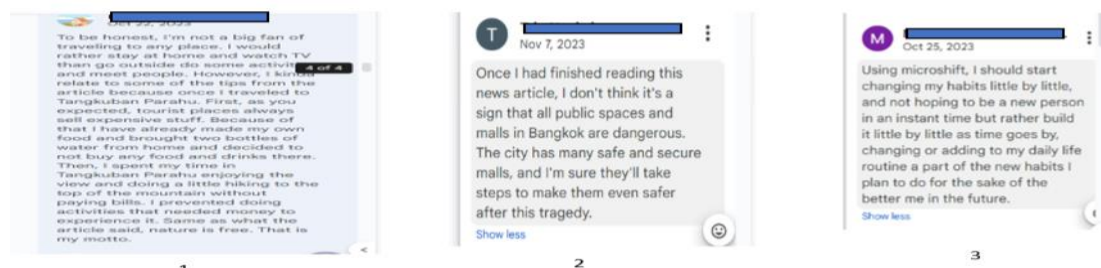 Oct 22, 2023
To be honest, I'm not a big fan of
traveling to any place. I would
rather stay at home and watch TV
than go outside do some
4 of 4
and meet people. However, I kinda
relate to some of the tips from the
article because once I traveled to
Tangkuban Parahu. First, as you
expected, tourist places always
sell expensive stuff. Because of
that I have already made my own
food and brought two bottles of
water from home and decided to
not buy any food and drinks there.
Then, I spent my time in
Tangkuban Parahu enjoying the
view and doing a little hiking to the
top of the mountain without
paying bills. I prevented doing
activities that needed money to
experience it. Same as what the
article said, nature is free. That is
my motto.
1
T
Nov 7, 2023
Once I had finished reading this
news article, I don't think it's a
sign that all public spaces and
malls in Bangkok are dangerous.
The city has many safe and secure
malls, and I'm sure they'll take
steps to make them even safer
after this tragedy.
Show less
2
M
Oct 25, 2023
Using microshift, I should start
changing my habits little by little,
and not hoping to be a new person
in an instant time but rather build
it little by little as time goes by,
changing or adding to my daily life
routine a part of the new habits I
plan to do for the sake of the
better me in the future.
Show less
3